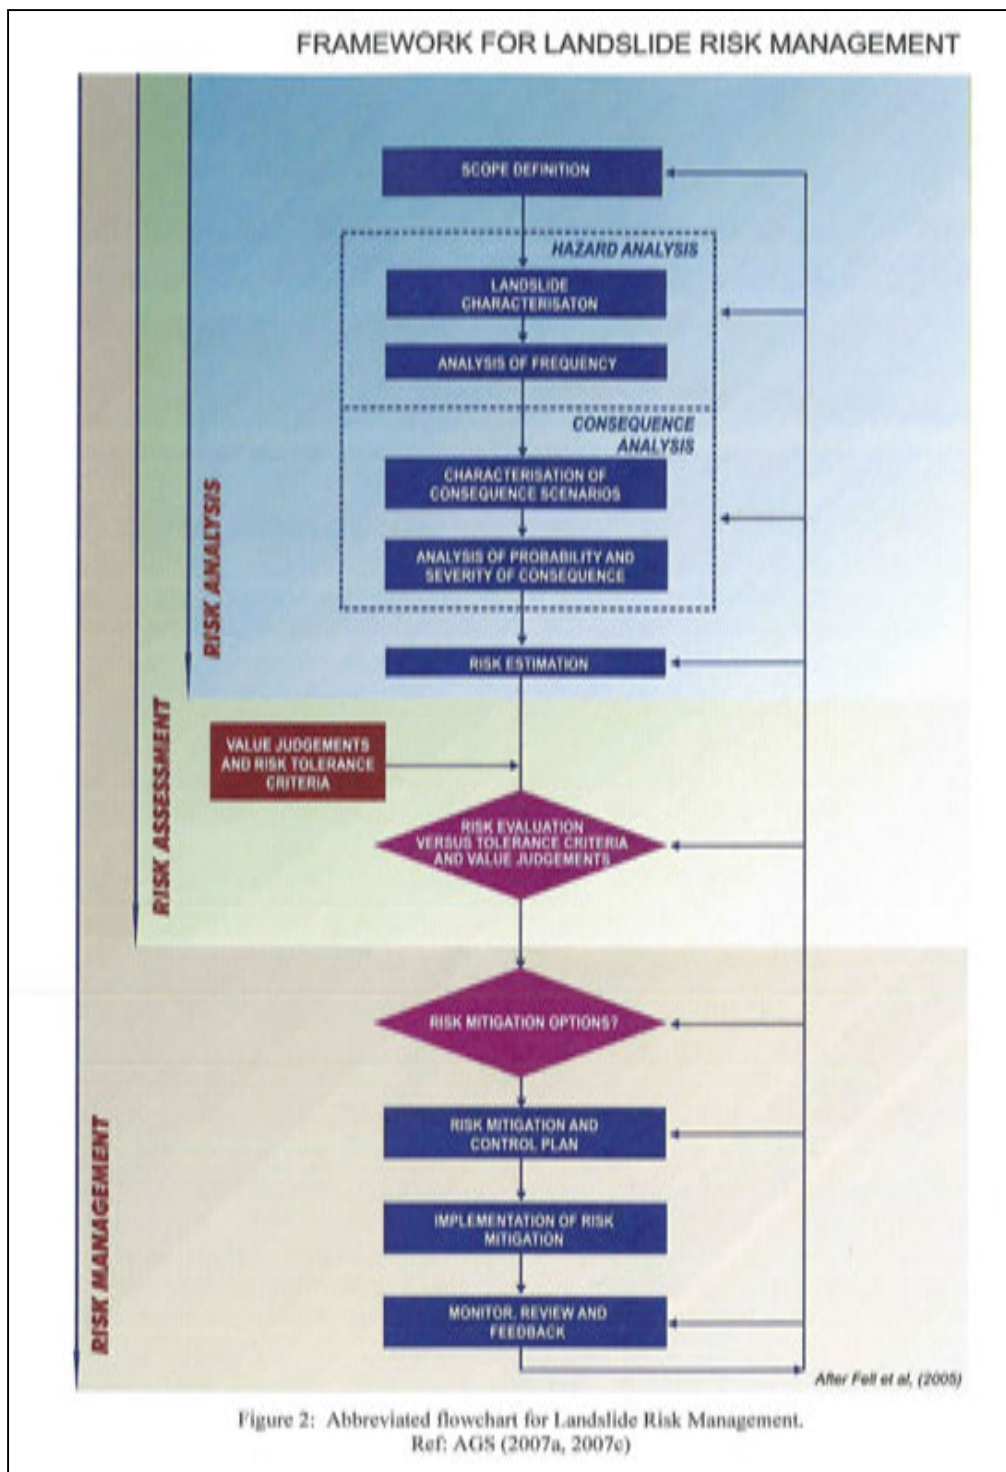 FRAMEWORK FOR LANDSLIDE RISK MANAGEMENT
SCOPE DEFINITION
HAZARD ANALYSIS
LANDSLIDE
CHARACTERISATON
ANALYSIS OF FREQUENCY
CONSEQUENCE
ANALYSIS
CHARACTERISATION OF
CONSEQUENCE SCENARIOS
ANALYSIS OF PROBABILITY AND
SEVERITY OF CONSEQUENCE
RISK ESTIMATION
RISK ANALYSIS
VALUE JUDGEMENTS
AND RISK TOLERANCE
CRITERIA
RISK EVALUATION
VERSUS TOLERANCE CRITERIA
AND VALUE JUDGEMENTS
RISK ASSESSMENT
RISK MITIGATION OPTIONS?
RISK MITIGATION AND
CONTROL PLAN
IMPLEMENTATION OF RISK
MITIGATION
MONITOR, REVIEW AND
FEEDBACK
RISK MANAGEMENT
After Fell et al, (2005)
Figure 2: Abbreviated flowchart for Landslide Risk Management.
Ref: AGS (2007a, 2007c)